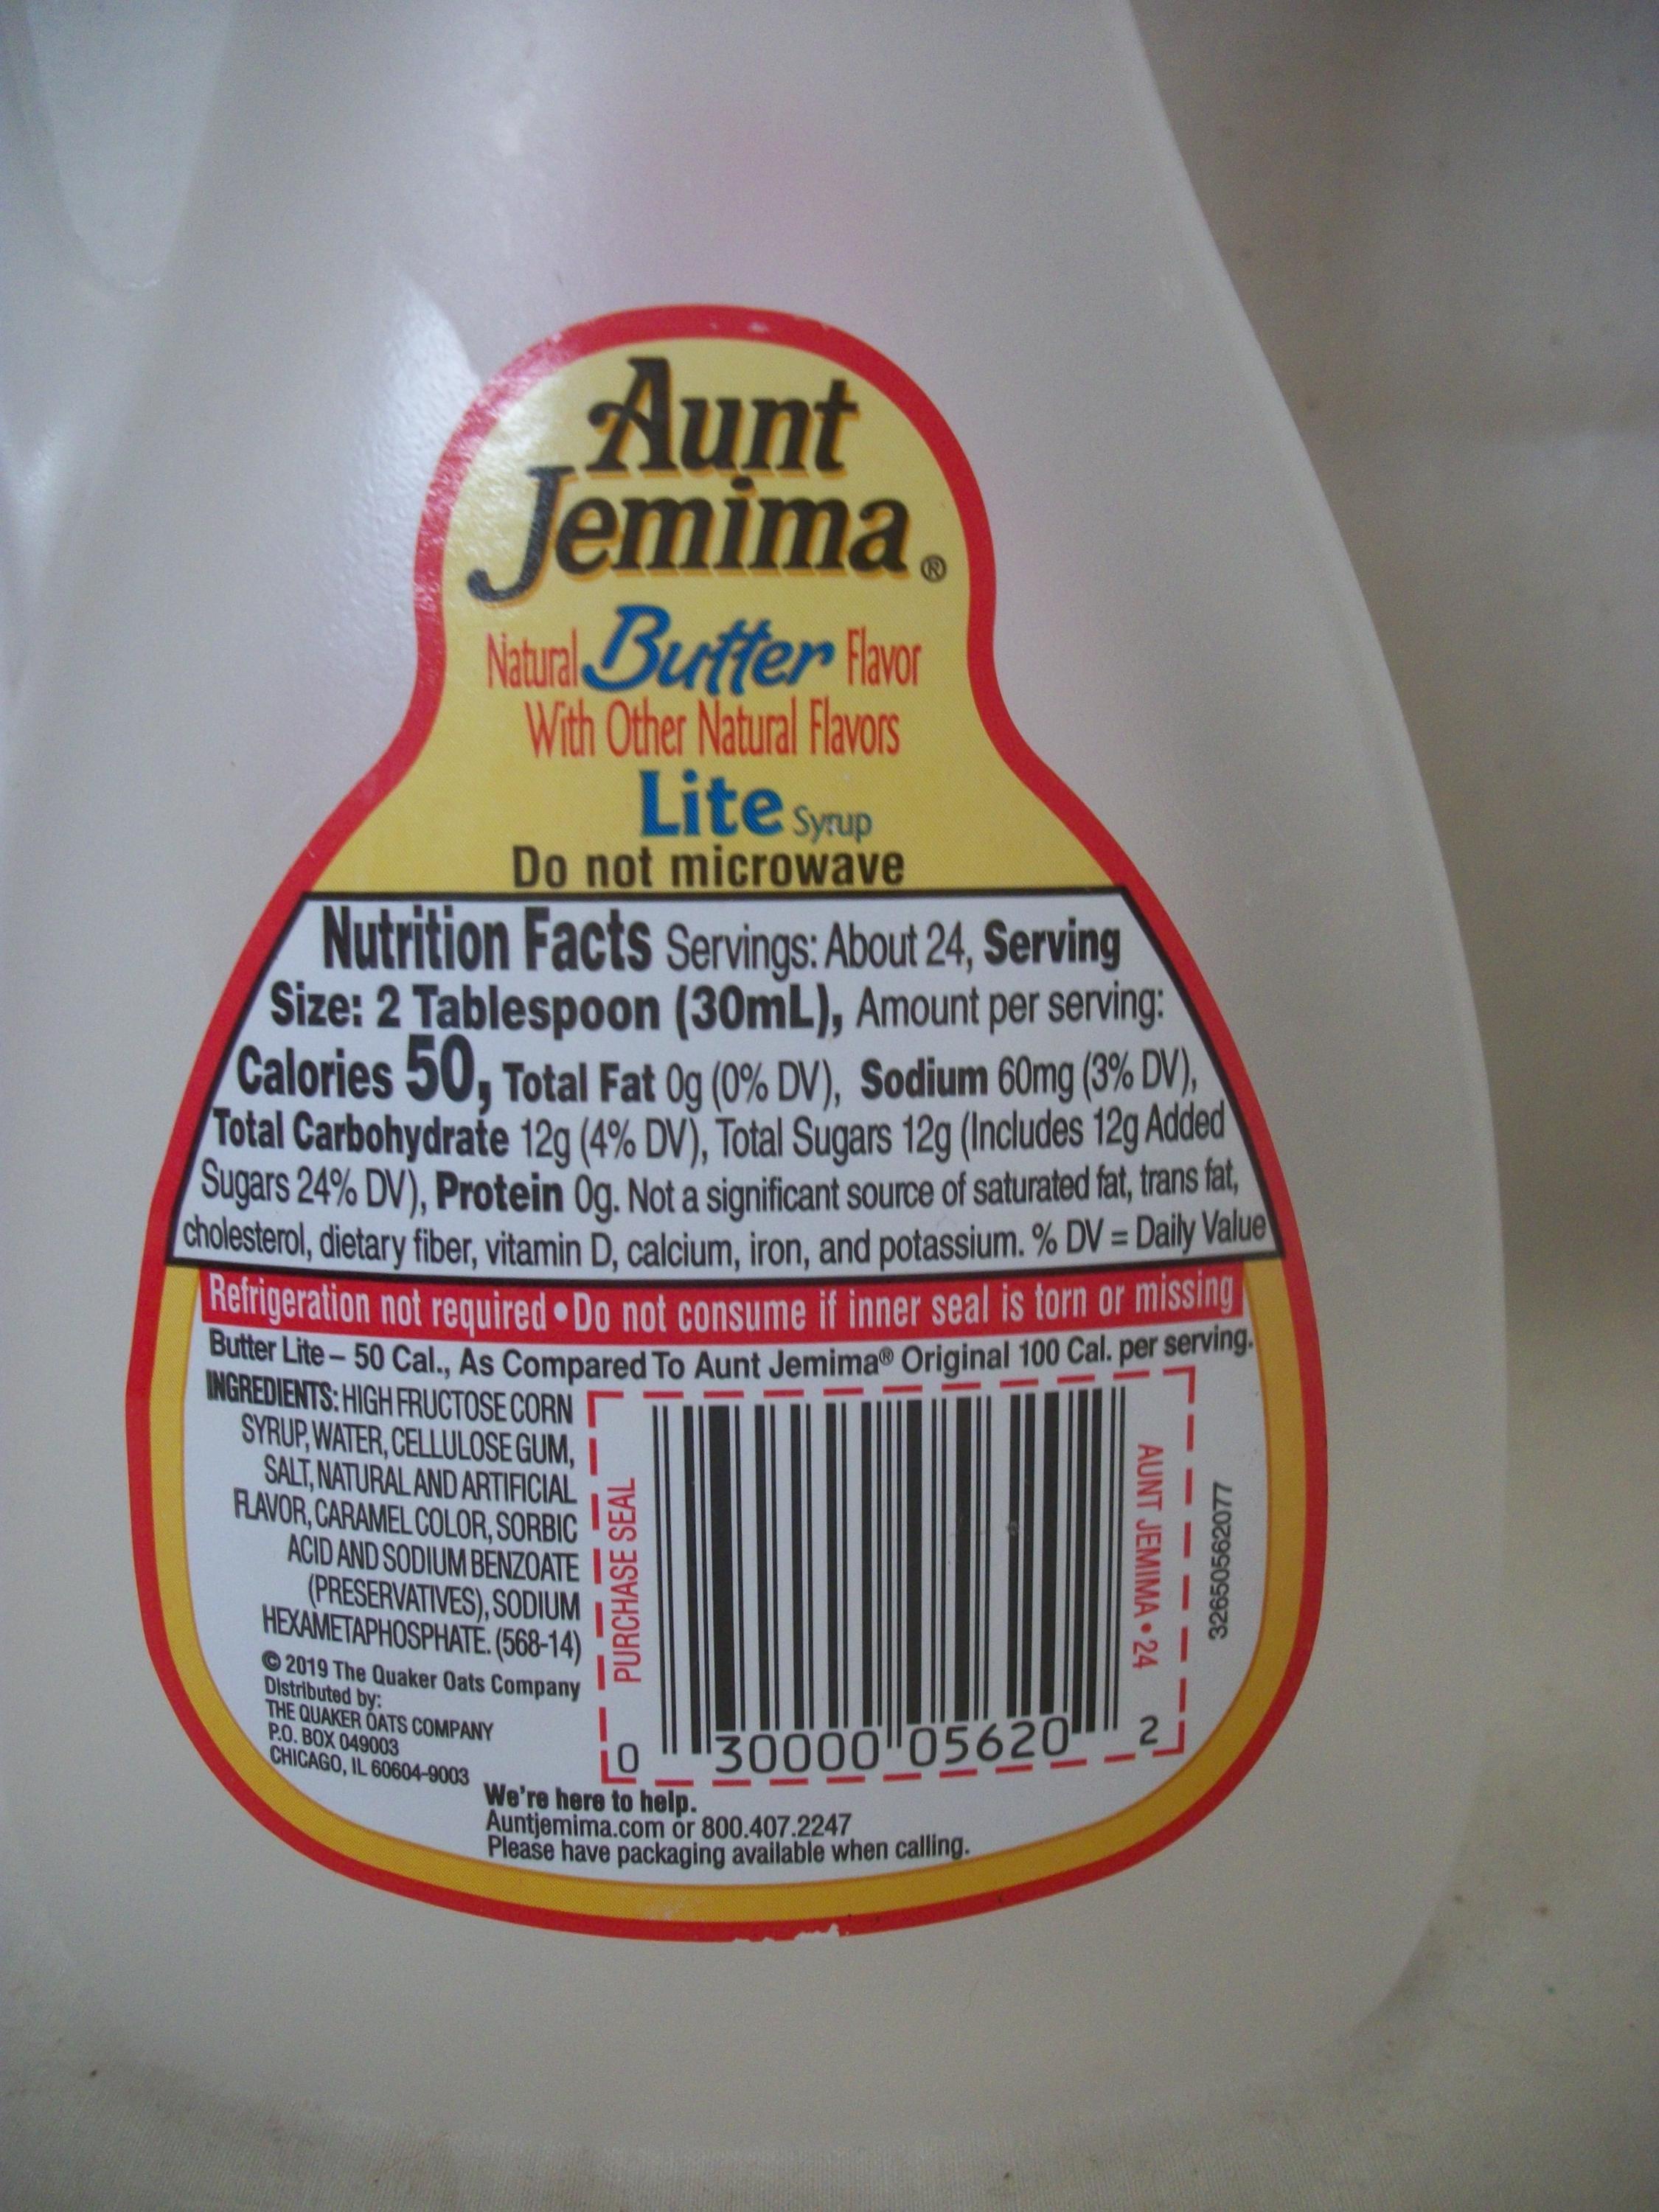 Aunt
Jemima®
Natural Butter Flavor
With Other Natural Flavors
Lite Syrup
Do not microwave
Nutrition Facts Servings: About 24, Serving
Size: 2 Tablespoon (30mL), Amount per serving:
Calories 50, Total Fat 0g (0% DV), Sodium 60mg (3% DV),
Total Carbohydrate 12g (4% DV), Total Sugars 12g (Includes 12g Added
Sugars 24% DV), Protein 0g. Not a significant source of saturated fat, trans fat,
cholesterol, dietary fiber, vitamin D, calcium, iron, and potassium. % DV = Daily Value
Refrigeration not required • Do not consume if inner seal is torn or missing
Butter Lite – 50 Cal., As Compared To Aunt Jemima® Original 100 Cal. per serving.
INGREDIENTS: HIGH FRUCTOSE CORN
SYRUP, WATER, CELLULOSE GUM,
SALT, NATURAL AND ARTIFICIAL
FLAVOR, CARAMEL COLOR, SORBIC
ACID AND SODIUM BENZOATE
(PRESERVATIVES), SODIUM
HEXAMETAPHOSPHATE. (568-14)
© 2019 The Quaker Oats Company
Distributed by:
THE QUAKER OATS COMPANY
P.O. BOX 049003
CHICAGO, IL 60604-9003
PURCHASE SEAL
0 30000 05620 2
AUNT JEMIMA • 24
326505562077
We're here to help.
Auntjemima.com or 800.407.2247
Please have packaging available when calling.